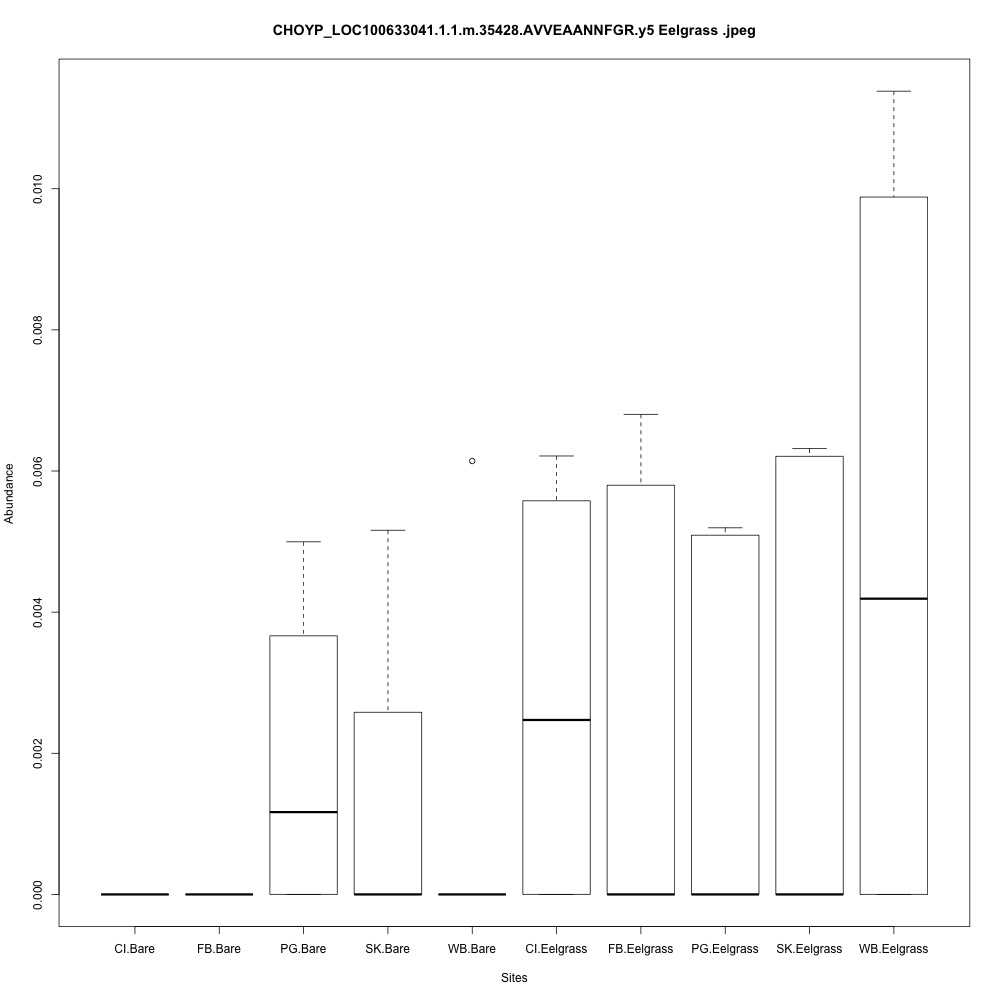 CHOYP_LOC100633041.1.1.m.35428.AVVEAANNFGR.y5 Eelgrass .jpeg
Abundance
0.010
0.008
0.006
0.004
0.002
0.000
CI.Bare FB.Bare PG.Bare SK.Bare WB.Bare CI.Eelgrass FB.Eelgrass PG.Eelgrass SK.Eelgrass WB.Eelgrass
Sites